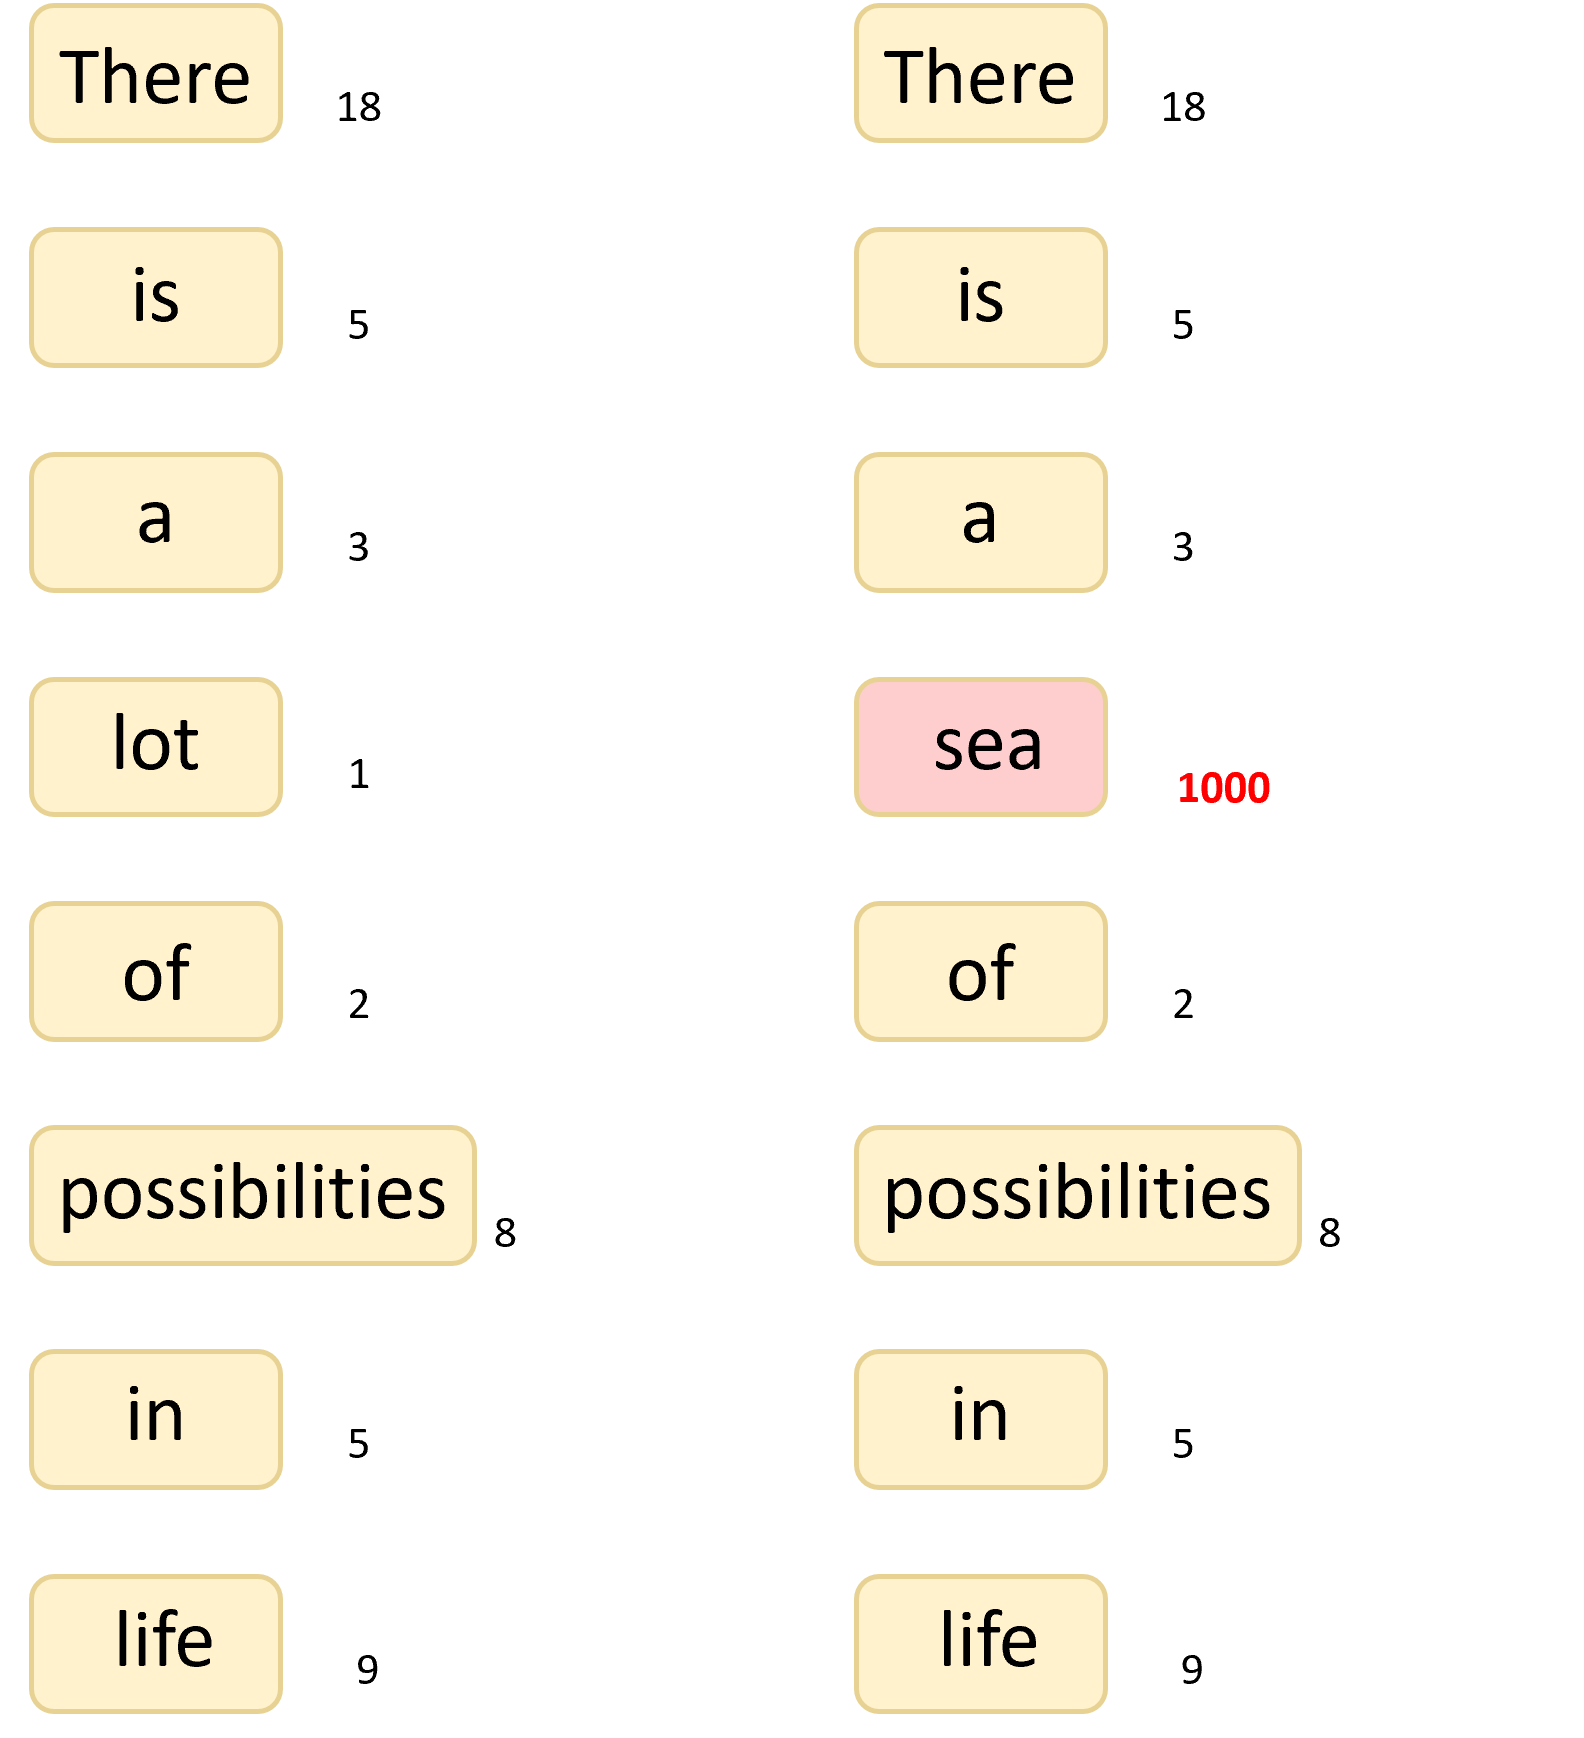 There 18 There 18
is 5 is 5
a 3 a 3
lot 1 sea 1000
of 2 of 2
possibilities 8 possibilities 8
in 5 in 5
life 9 life 9